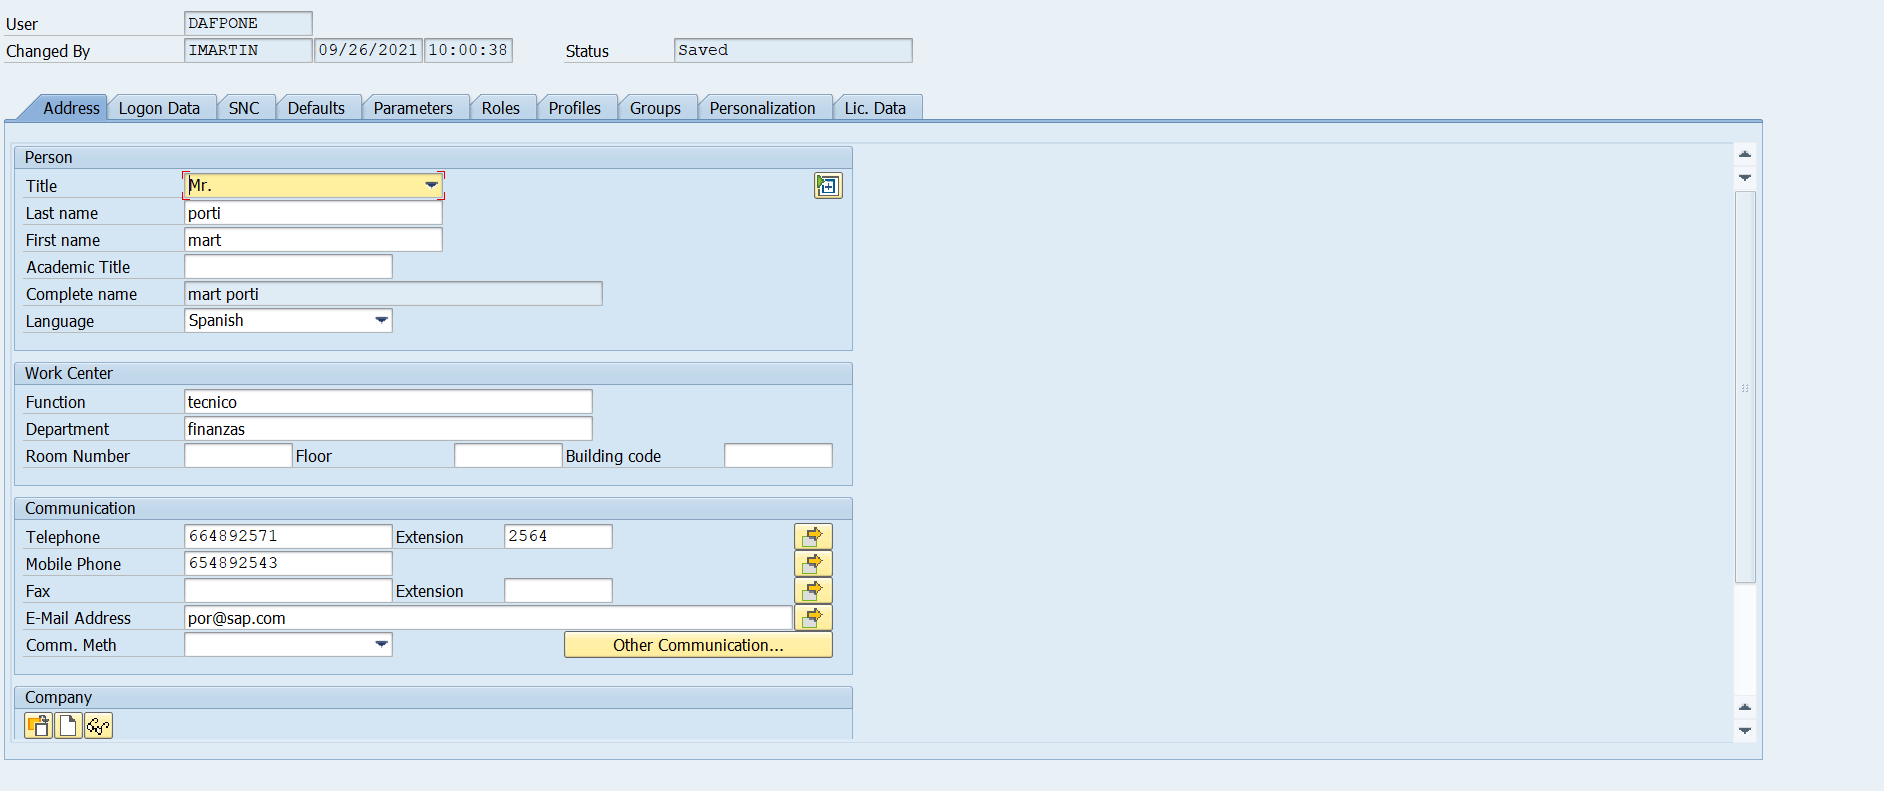 User DAFPONE
Changed By IMARTIN 09/26/2021 10:00:38 Status Saved
Address Logon Data SNC Defaults Parameters Roles Profiles Groups Personalization Lic. Data
Person
Title Mr.
Last name porti
First name mart
Academic Title
Complete name mart porti
Language Spanish
Work Center
Function tecnico
Department finanzas
Room Number Floor Building code
Communication
Telephone 664892571 Extension 2564
Mobile Phone 654892543
Fax Extension
E-Mail Address por@sap.com
Comm. Meth Other Communication...
Company